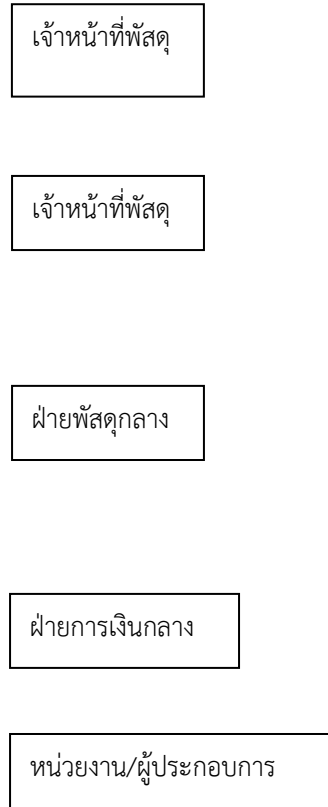 เจ้าหน้าที่พัสดุ
เจ้าหน้าที่พัสดุ
ฝ่ายพัสดุกลาง
ฝ่ายการเงินกลาง
หน่วยงาน/ผู้ประกอบการ